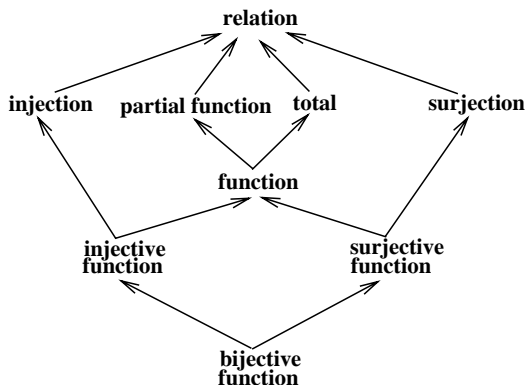 relation
injection
partial function
total
surjection
function
injective
function
surjective
function
bijective
function